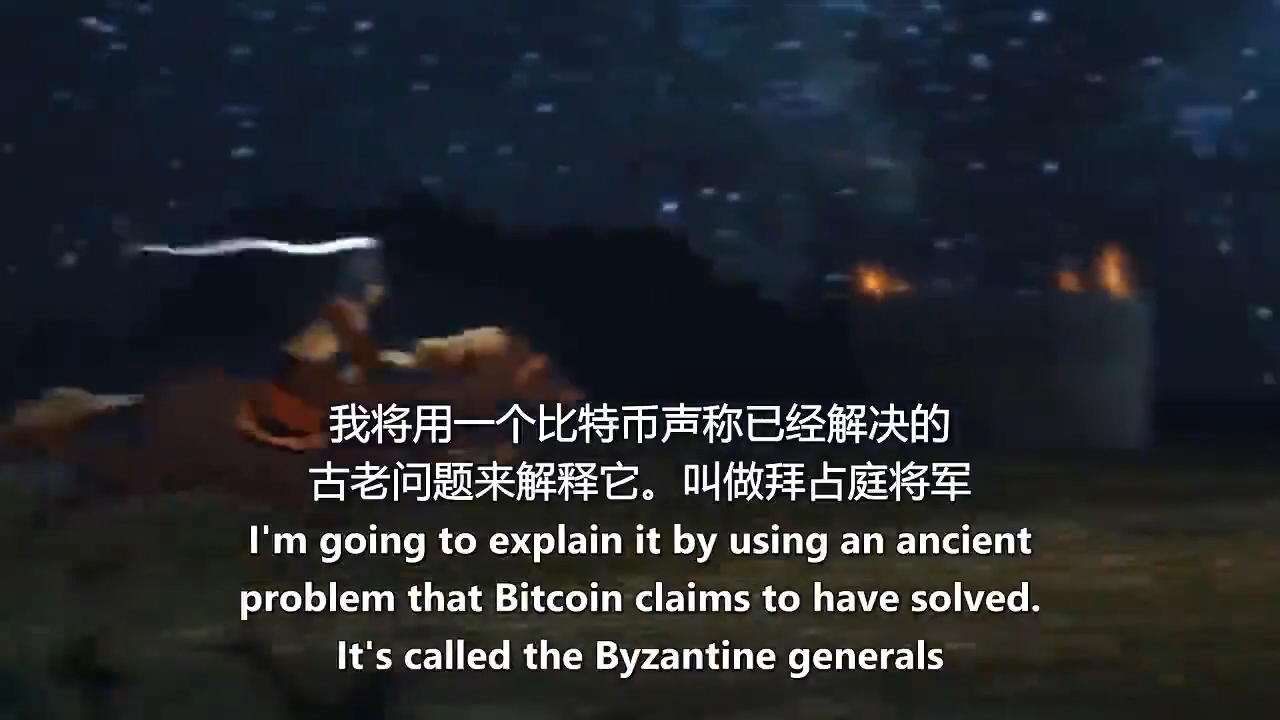 我将用一个比特币声称已经解决的
古老问题来解释它。叫做拜占庭将军
I'm going to explain it by using an ancient
problem that Bitcoin claims to have solved.
It's called the Byzantine generals